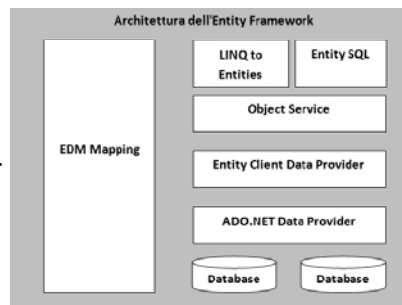 Architettura dell'Entity Framework
LINQ to
Entities
Entity SQL
Object Service
EDM Mapping
Entity Client Data Provider
ADO.NET Data Provider
Database
Database